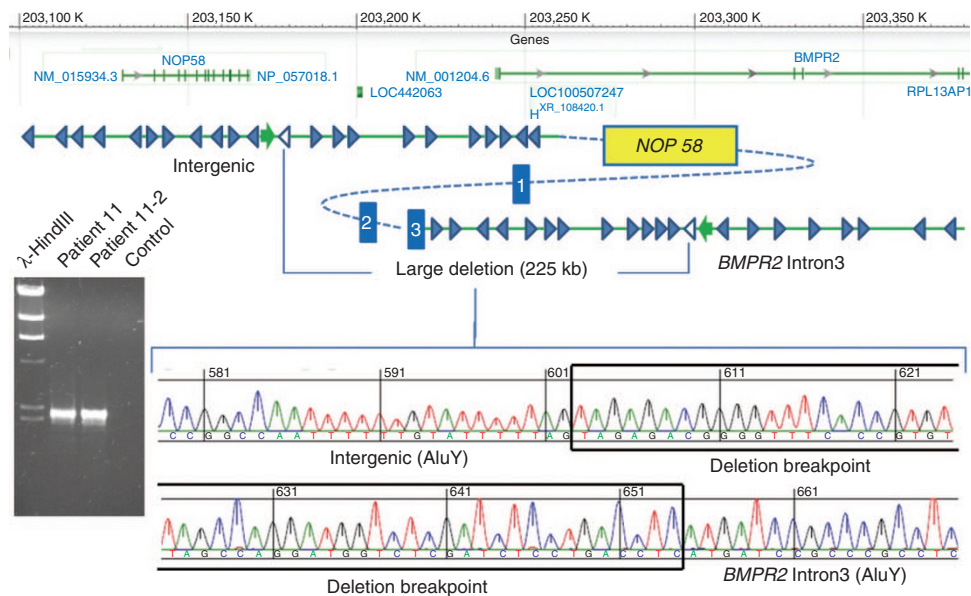 203,100 K 203,150 K 203,200 K 203,250 K 203,300 K 203,350 K
Genes
NOP58 BMPR2
NM_015934.3 NP_057018.1 NM_001204.6
LOC442063 LOC100507247 RPL13AP1
H XR_108420.1
NOP 58
Intergenic
1
2 3
Large deletion (225 kb) BMPR2 Intron3
λ-HindIII Patient 11 Patient 11-2 Control
581 591 601 611 621
C C G G C C A A T T T T T T G T A T T T T T A G T A G A G A C G G G G T T T C C C C G T G T
Intergenic (AluY) Deletion breakpoint
631 641 651 661
T A G C C A G G A T G G T C T C G A T C T C C T G A C C T C A T G A T C C G C C C G C C T C
Deletion breakpoint BMPR2 Intron3 (AluY)